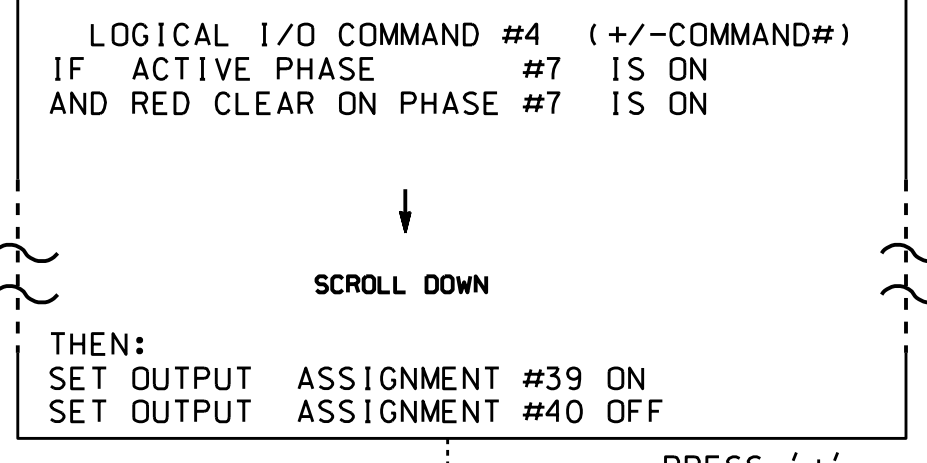 LOGICAL I/O COMMAND #4 (+/-COMMAND#)
IF ACTIVE PHASE #7 IS ON
AND RED CLEAR ON PHASE #7 IS ON
SCROLL DOWN
THEN:
SET OUTPUT ASSIGNMENT #39 ON
SET OUTPUT ASSIGNMENT #40 OFF
PRESS '+'